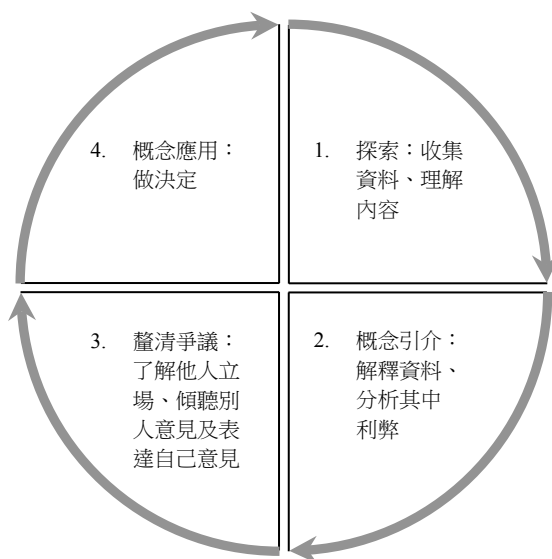 1. 探索：收集
資料、理解
內容
2. 概念引介：
解釋資料、
分析其中
利弊
3. 釐清爭議：
了解他人立
場、傾聽別
人意見及表
達自己意見
4. 概念應用：
做決定